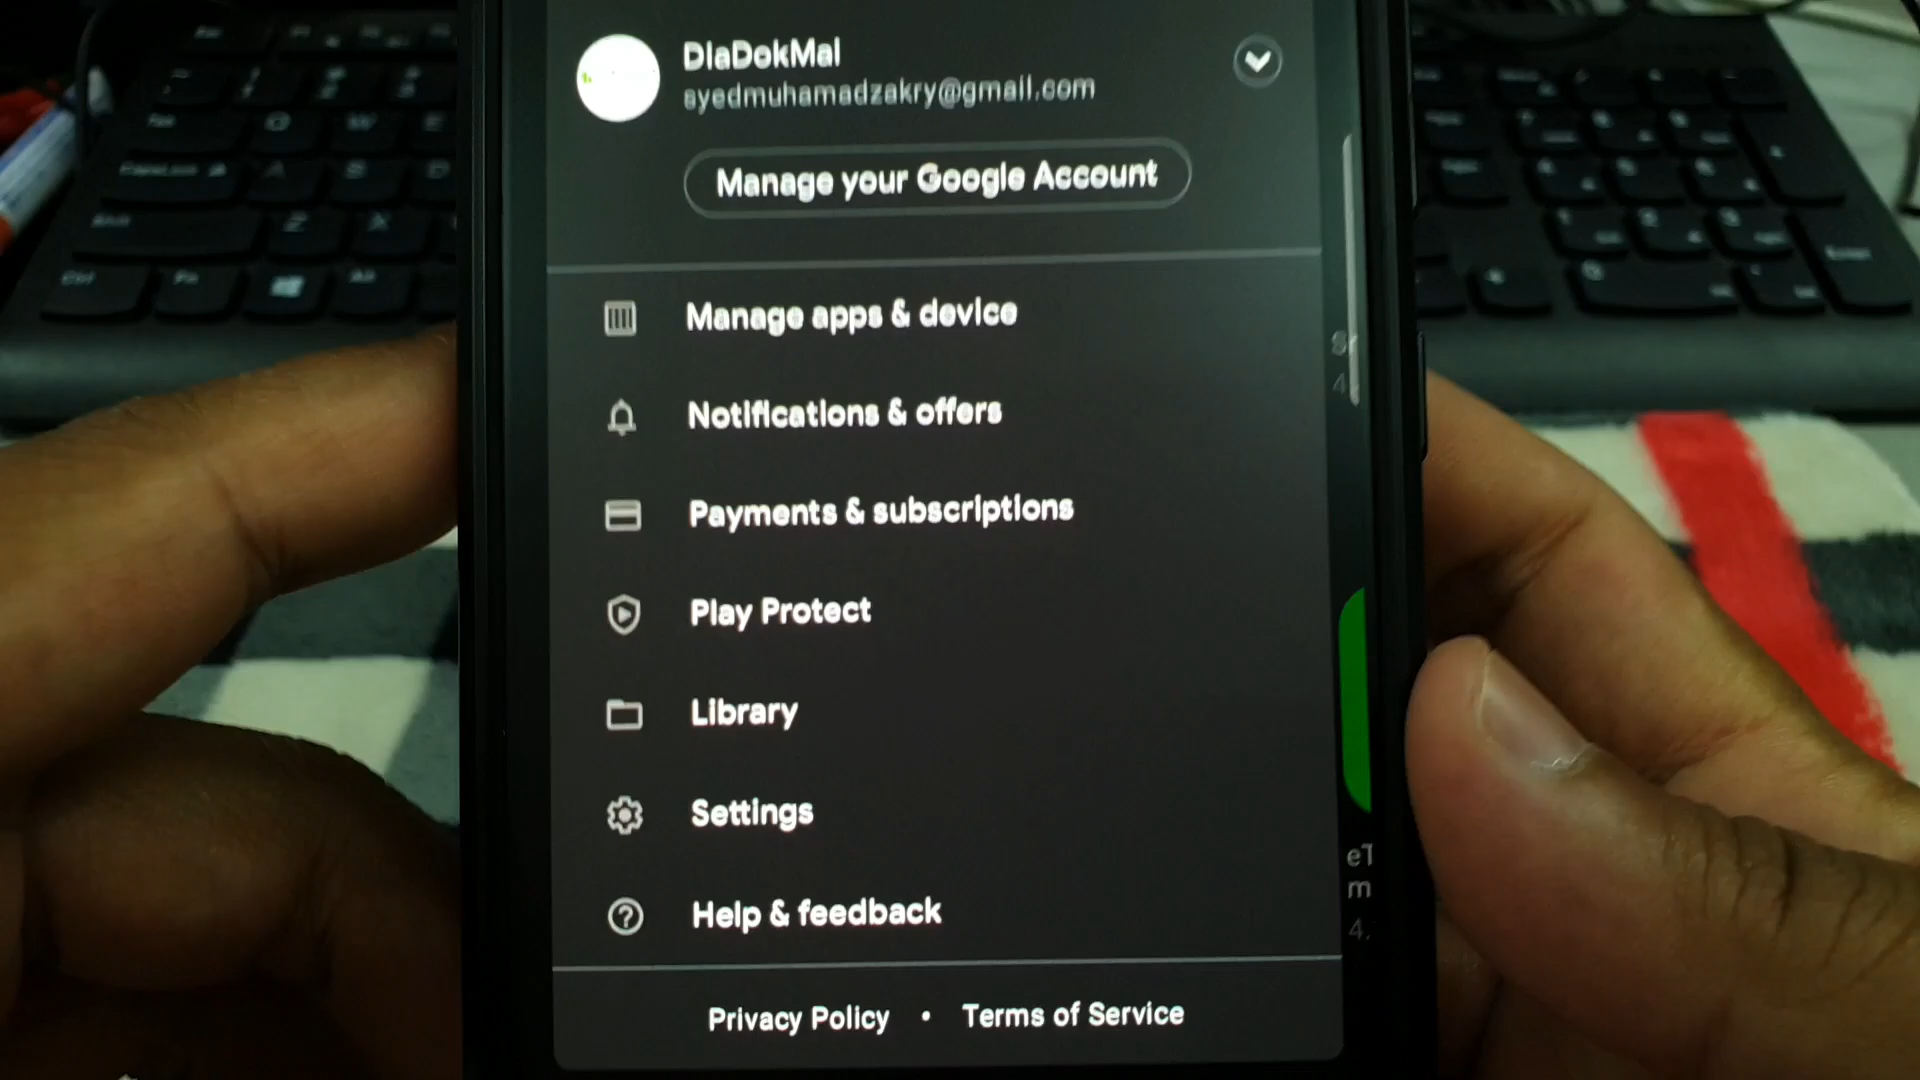 DiaDokMal
syedmuhamadzakry@gmail.com
Manage your Google Account
Manage apps & device
Notifications & offers
Payments & subscriptions
Play Protect
Library
Settings
Help & feedback
Privacy Policy • Terms of Service